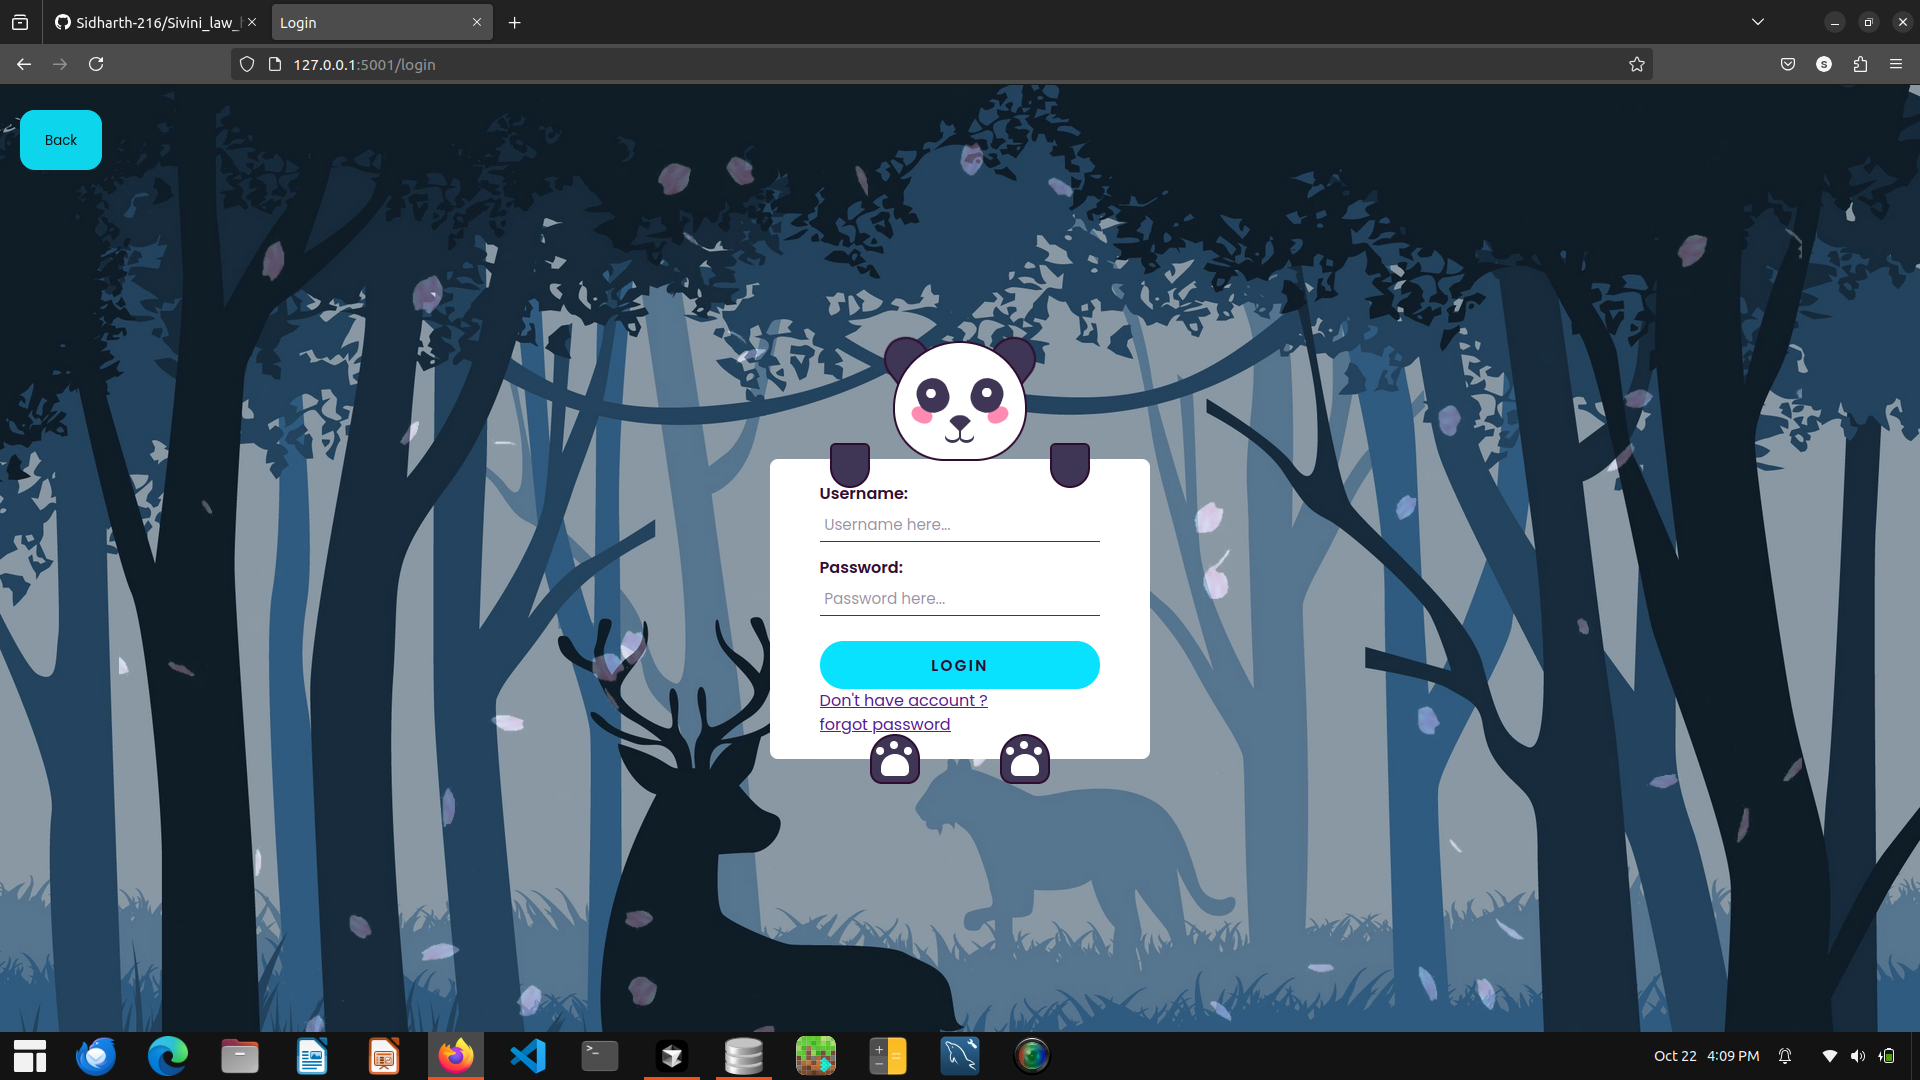 Sidharth-216/Sivini_law_
Login
127.0.0.1:5001/login
S
Back
Username:
Username here...
Password:
Password here...
LOGIN
Don't have account ?
forgot password
Oct 22 4:09 PM